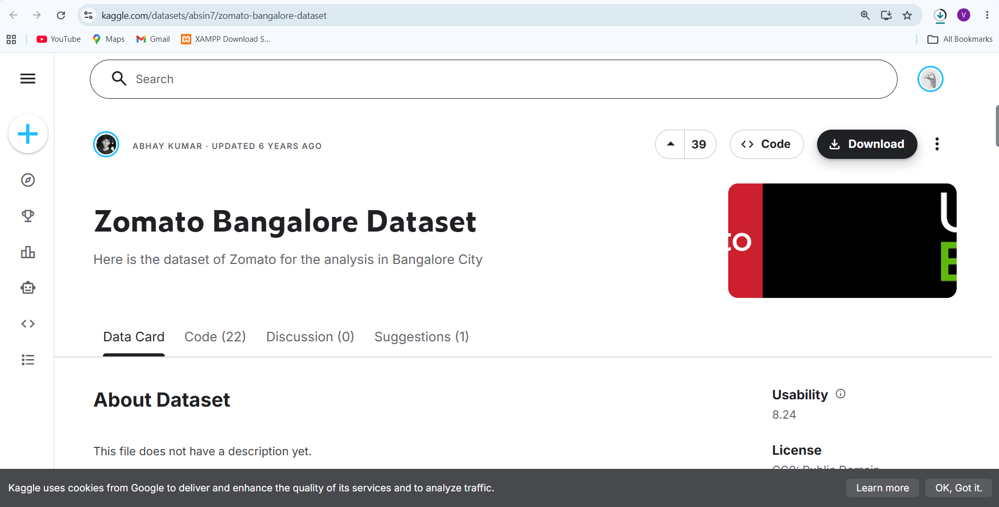 kaggle.com/datasets/absin7/zomato-bangalore-dataset
V
YouTube
Maps
Gmail
XAMPP Download S...
All Bookmarks
Search
ABHAY KUMAR · UPDATED 6 YEARS AGO
39
Code
Download
Zomato Bangalore Dataset
Here is the dataset of Zomato for the analysis in Bangalore City
to
U
E
Data Card
Code (22)
Discussion (0)
Suggestions (1)
About Dataset
Usability
8.24
This file does not have a description yet.
License
CC0: Public Domain
Kaggle uses cookies from Google to deliver and enhance the quality of its services and to analyze traffic.
Learn more
OK, Got it.